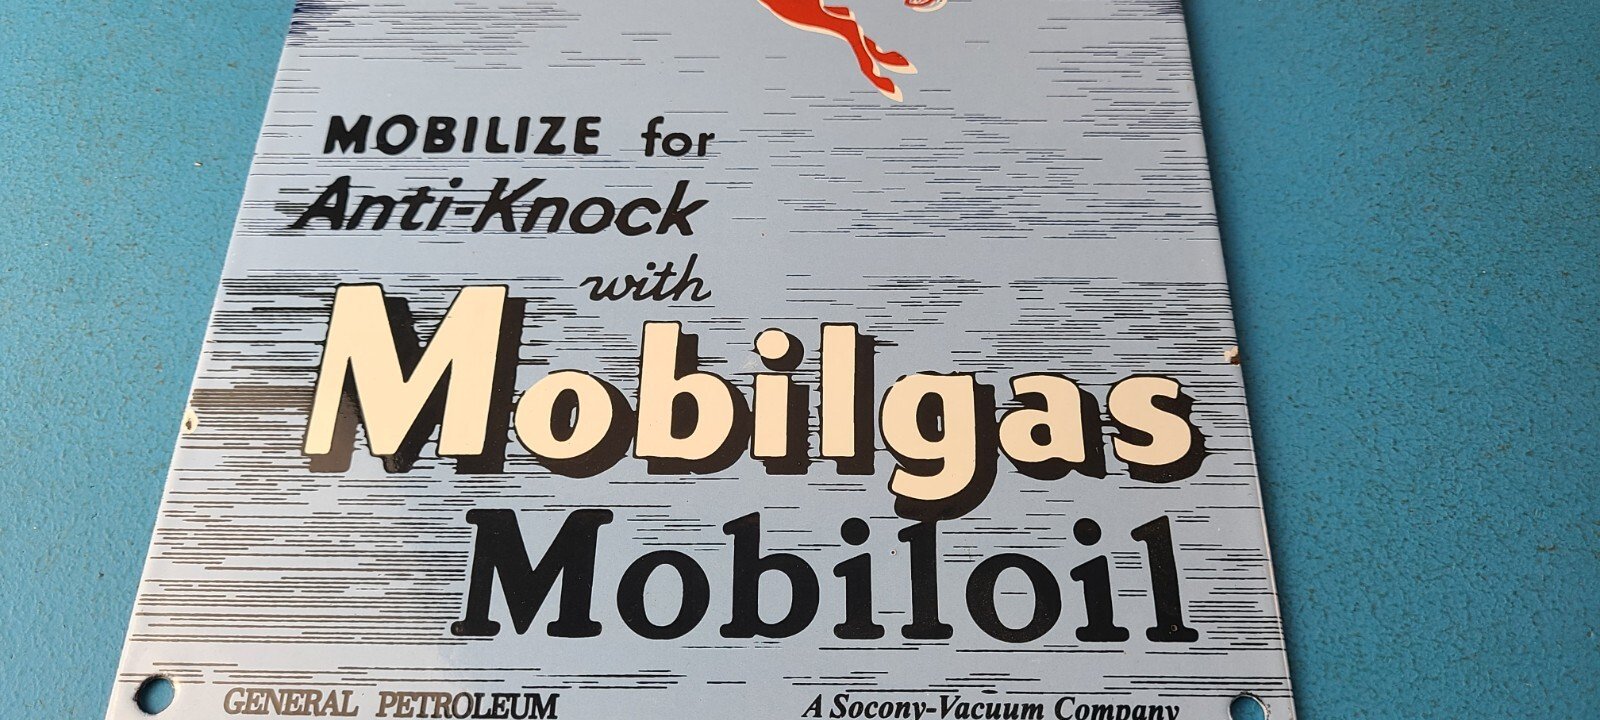 MOBILIZE for
Anti-Knock
with
Mobilgas
Mobiloil
GENERAL PETROLEUM
A Socony-Vacuum Company